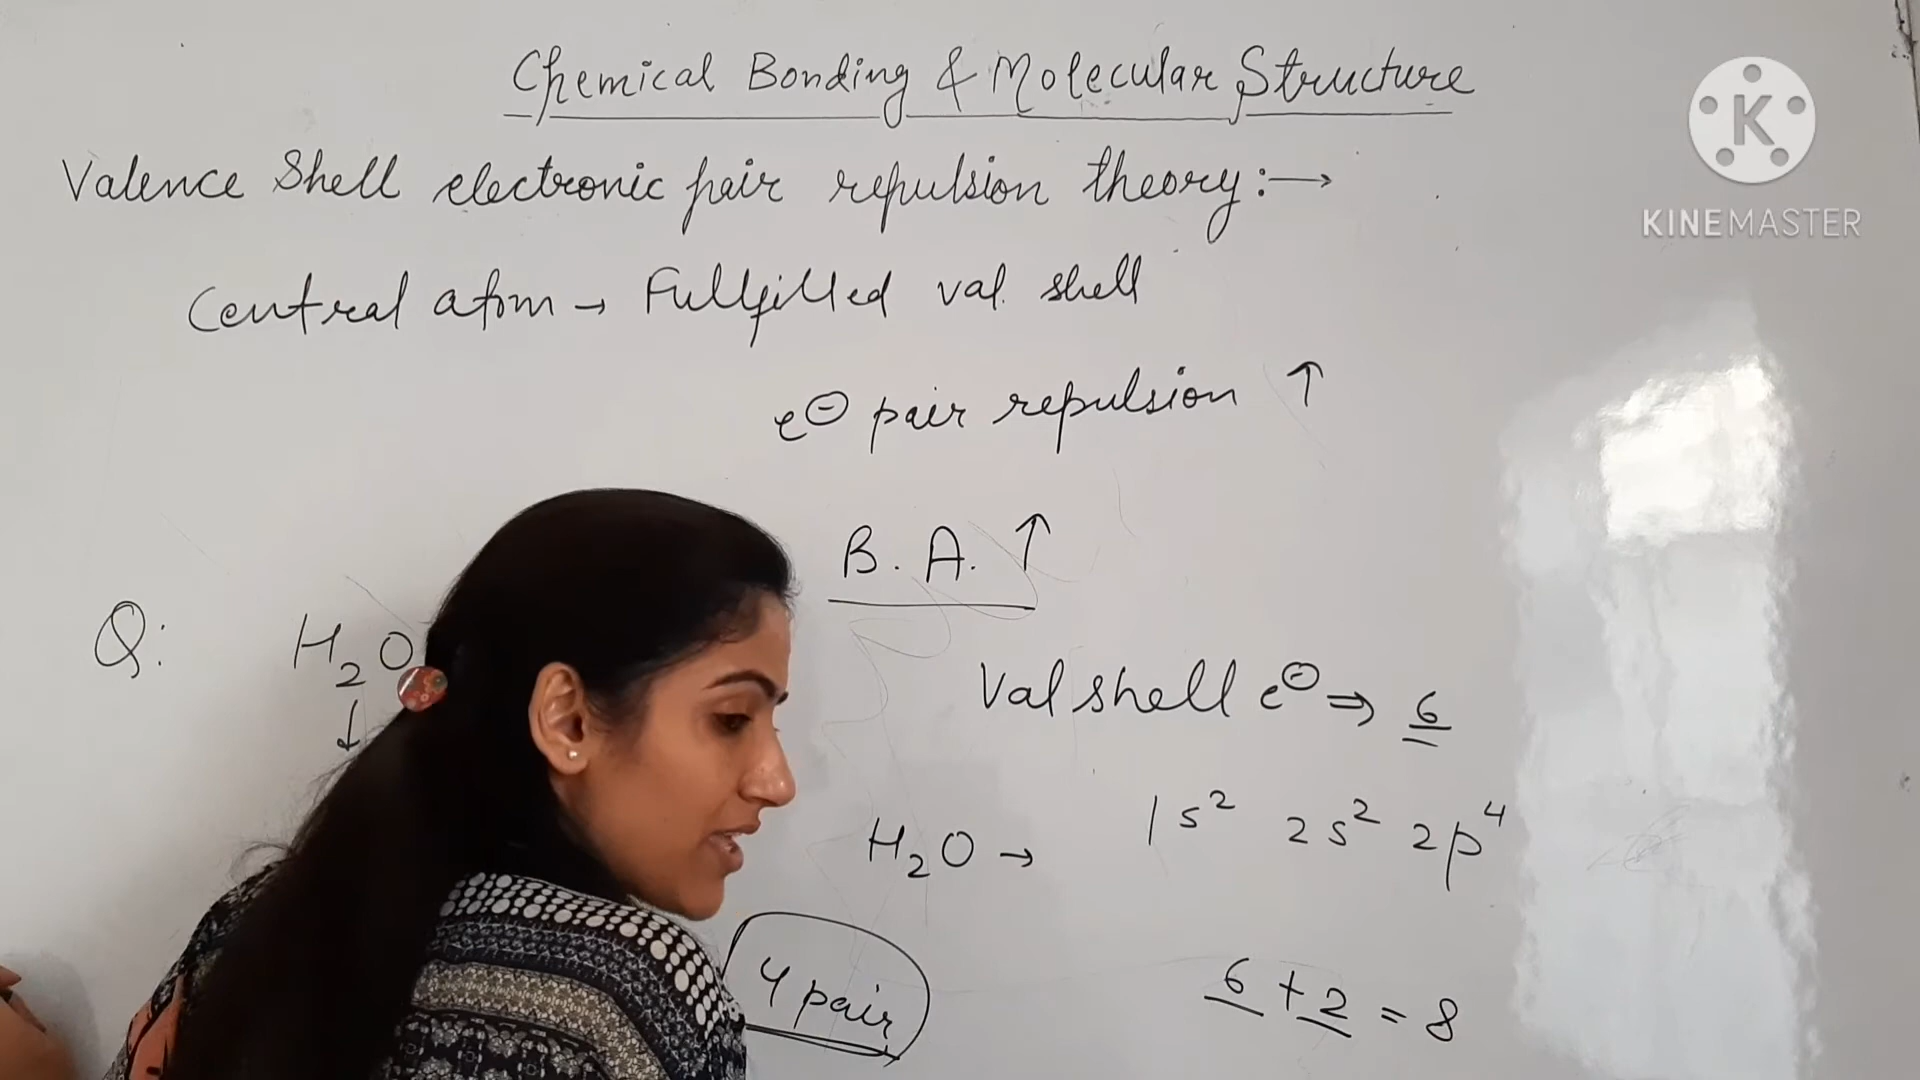 Chemical Bonding & Molecular Structure
K
KINEMASTER
Valence Shell electronic pair repulsion theory:→
Central atom → Fullfilled val. shell
e⊖ pair repulsion ↑
B. A. ↑
Q: H₂O
↓
Val shell e⊖ ⇒ 6
H₂O → 1s² 2s² 2p⁴
4 pair
6 + 2 = 8